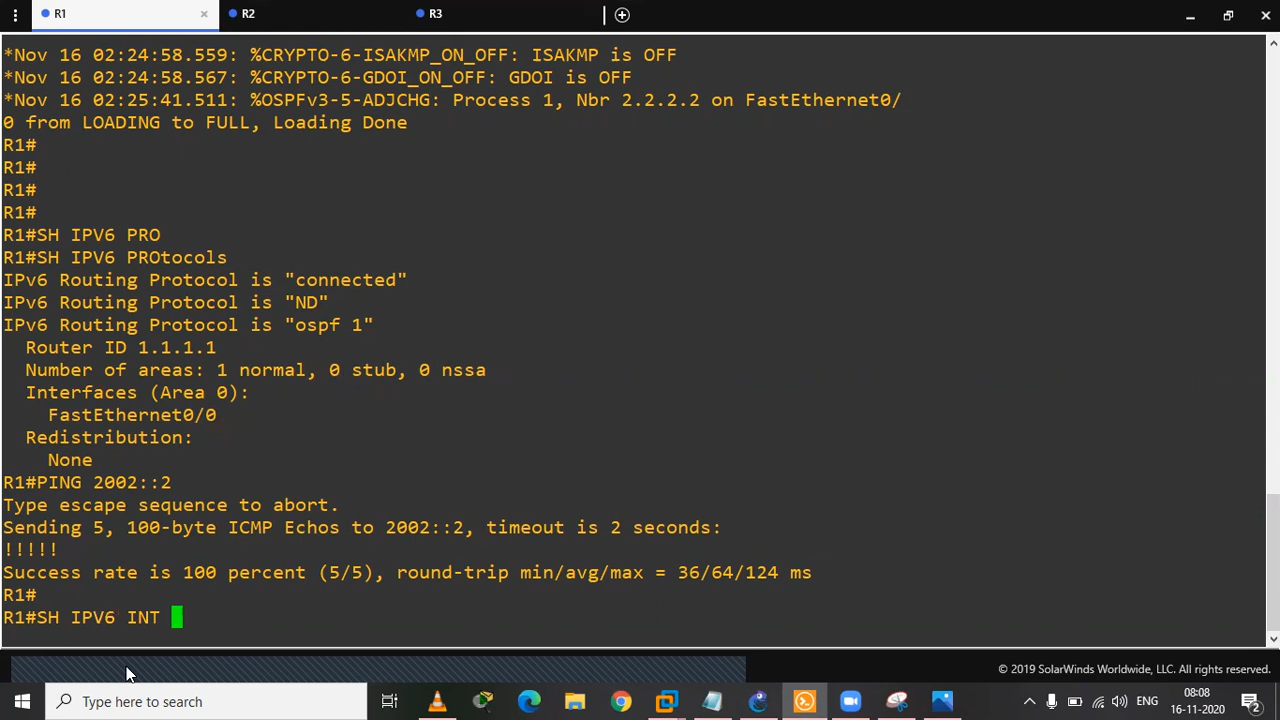 R1
R2
R3
*Nov 16 02:24:58.559: %CRYPTO-6-ISAKMP_ON_OFF: ISAKMP is OFF
*Nov 16 02:24:58.567: %CRYPTO-6-GDOI_ON_OFF: GDOI is OFF
*Nov 16 02:25:41.511: %OSPFv3-5-ADJCHG: Process 1, Nbr 2.2.2.2 on FastEthernet0/
0 from LOADING to FULL, Loading Done
R1#
R1#
R1#
R1#
R1#SH IPV6 PRO
R1#SH IPV6 PROtocols
IPv6 Routing Protocol is "connected"
IPv6 Routing Protocol is "ND"
IPv6 Routing Protocol is "ospf 1"
Router ID 1.1.1.1
Number of areas: 1 normal, 0 stub, 0 nssa
Interfaces (Area 0):
FastEthernet0/0
Redistribution:
None
R1#PING 2002::2
Type escape sequence to abort.
Sending 5, 100-byte ICMP Echos to 2002::2, timeout is 2 seconds:
!!!!!
Success rate is 100 percent (5/5), round-trip min/avg/max = 36/64/124 ms
R1#
R1#SH IPV6 INT
© 2019 SolarWinds Worldwide, LLC. All rights reserved.
Type here to search
ENG
08:08
16-11-2020
2